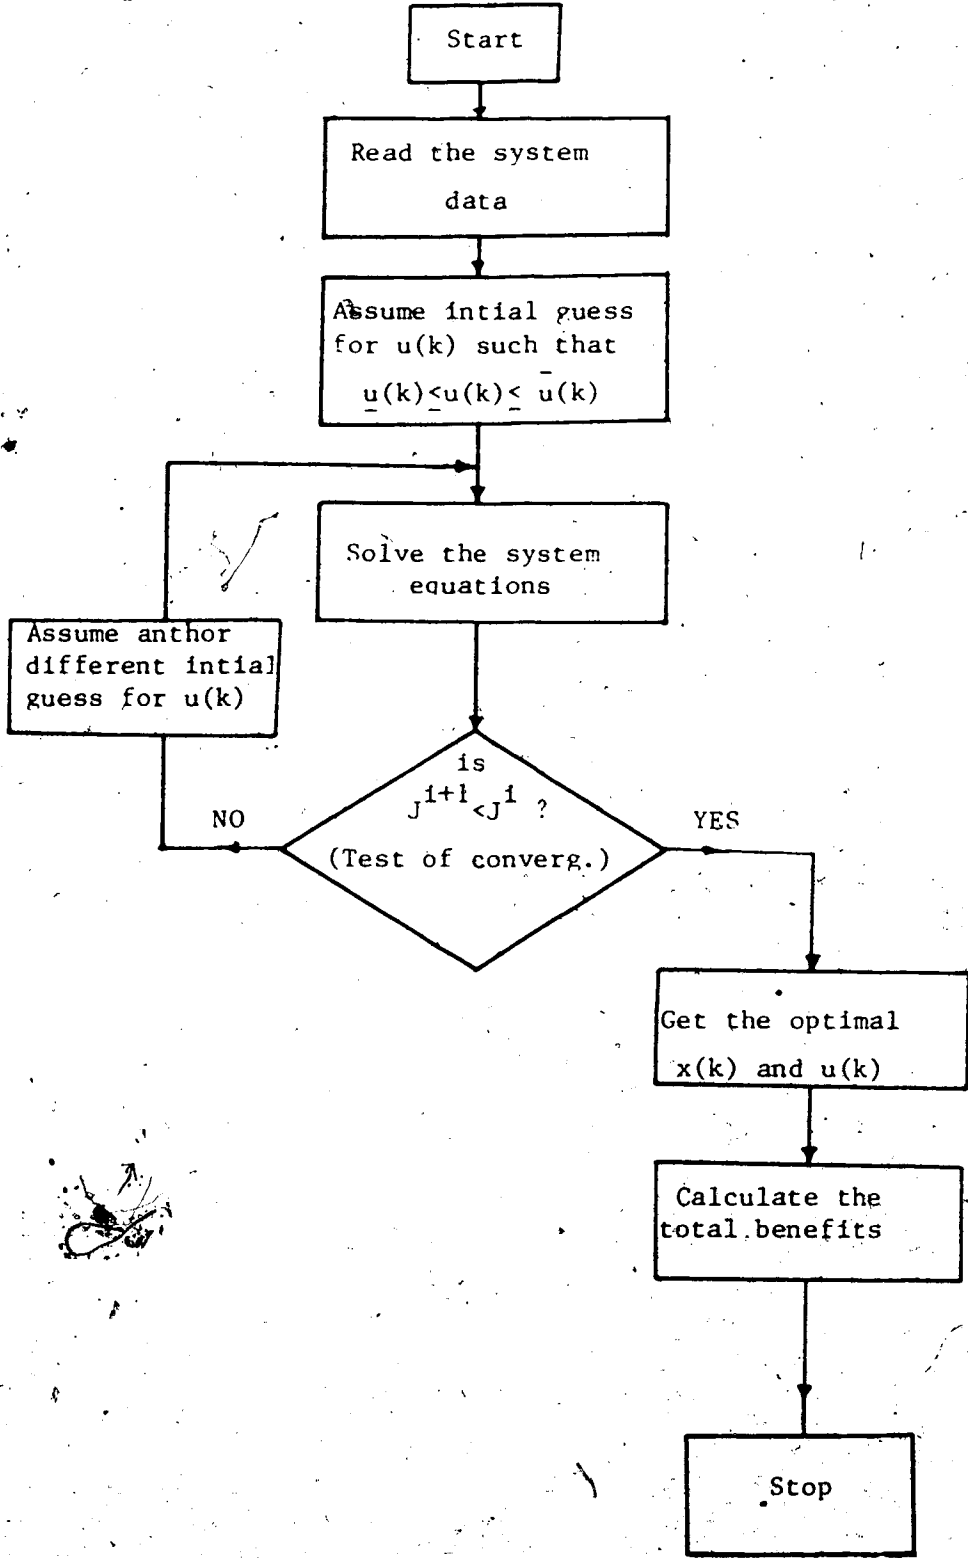 Start
Read the system
data
Assume intial guess
for u(k) such that
u̲(k)≤u(k)≤ ū(k)
Solve the system
equations
Assume anthor
different intial
guess for u(k)
is
J^{i+1}<J^i ?
(Test of converg.)
NO
YES
Get the optimal
x(k) and u(k)
Calculate the
total benefits
Stop